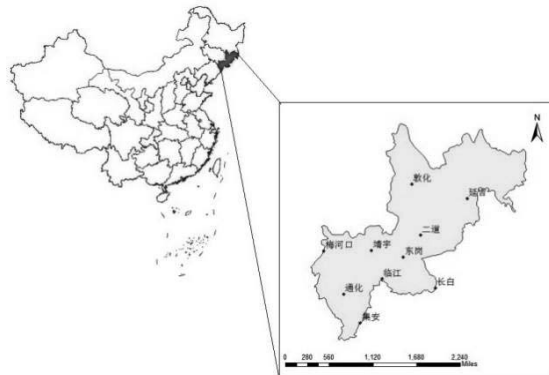 N
敦化
延吉
二道
梅河口
靖宇
东岗
临江
长白
通化
集安
0 280 560 1,120 1,680 2,240
Miles